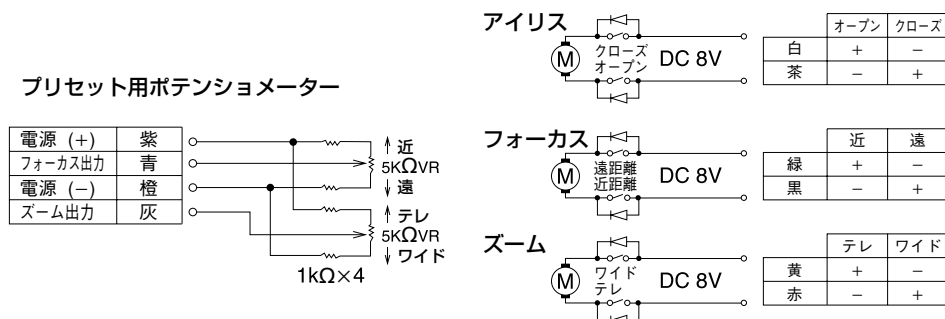 プリセット用ポテンショメーター
電源 (+) 紫
フォーカス出力 青
電源 (−) 橙
ズーム出力 灰
近
5KΩVR
遠
テレ
5KΩVR
ワイド
1kΩ×4
アイリス
M
クローズ
オープン
DC 8V
オープン クローズ
白 + −
茶 − +
フォーカス
M
遠距離
近距離
DC 8V
近 遠
緑 + −
黒 − +
ズーム
M
ワイド
テレ
DC 8V
テレ ワイド
黄 + −
赤 − +